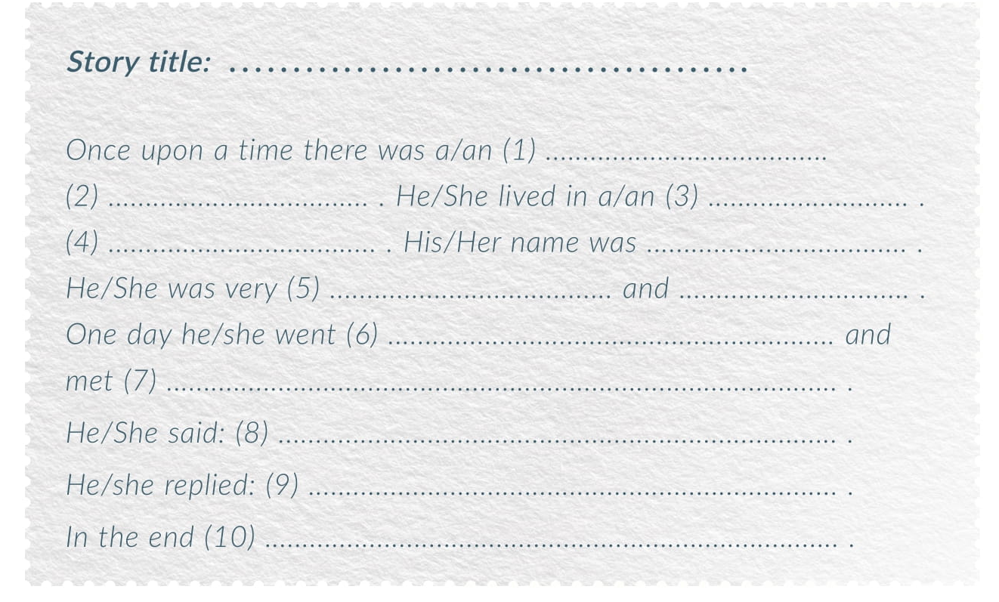 Story title: .........................................
Once upon a time there was a/an (1) ......................................
(2) ................................... . He/She lived in a/an (3) ........................... .
(4) .................................... . His/Her name was ................................... .
He/She was very (5) ...................................... and ............................... .
One day he/she went (6) ............................................................ and
met (7) .......................................................................................... .
He/She said: (8) ........................................................................... .
He/she replied: (9) ....................................................................... .
In the end (10) ............................................................................. .